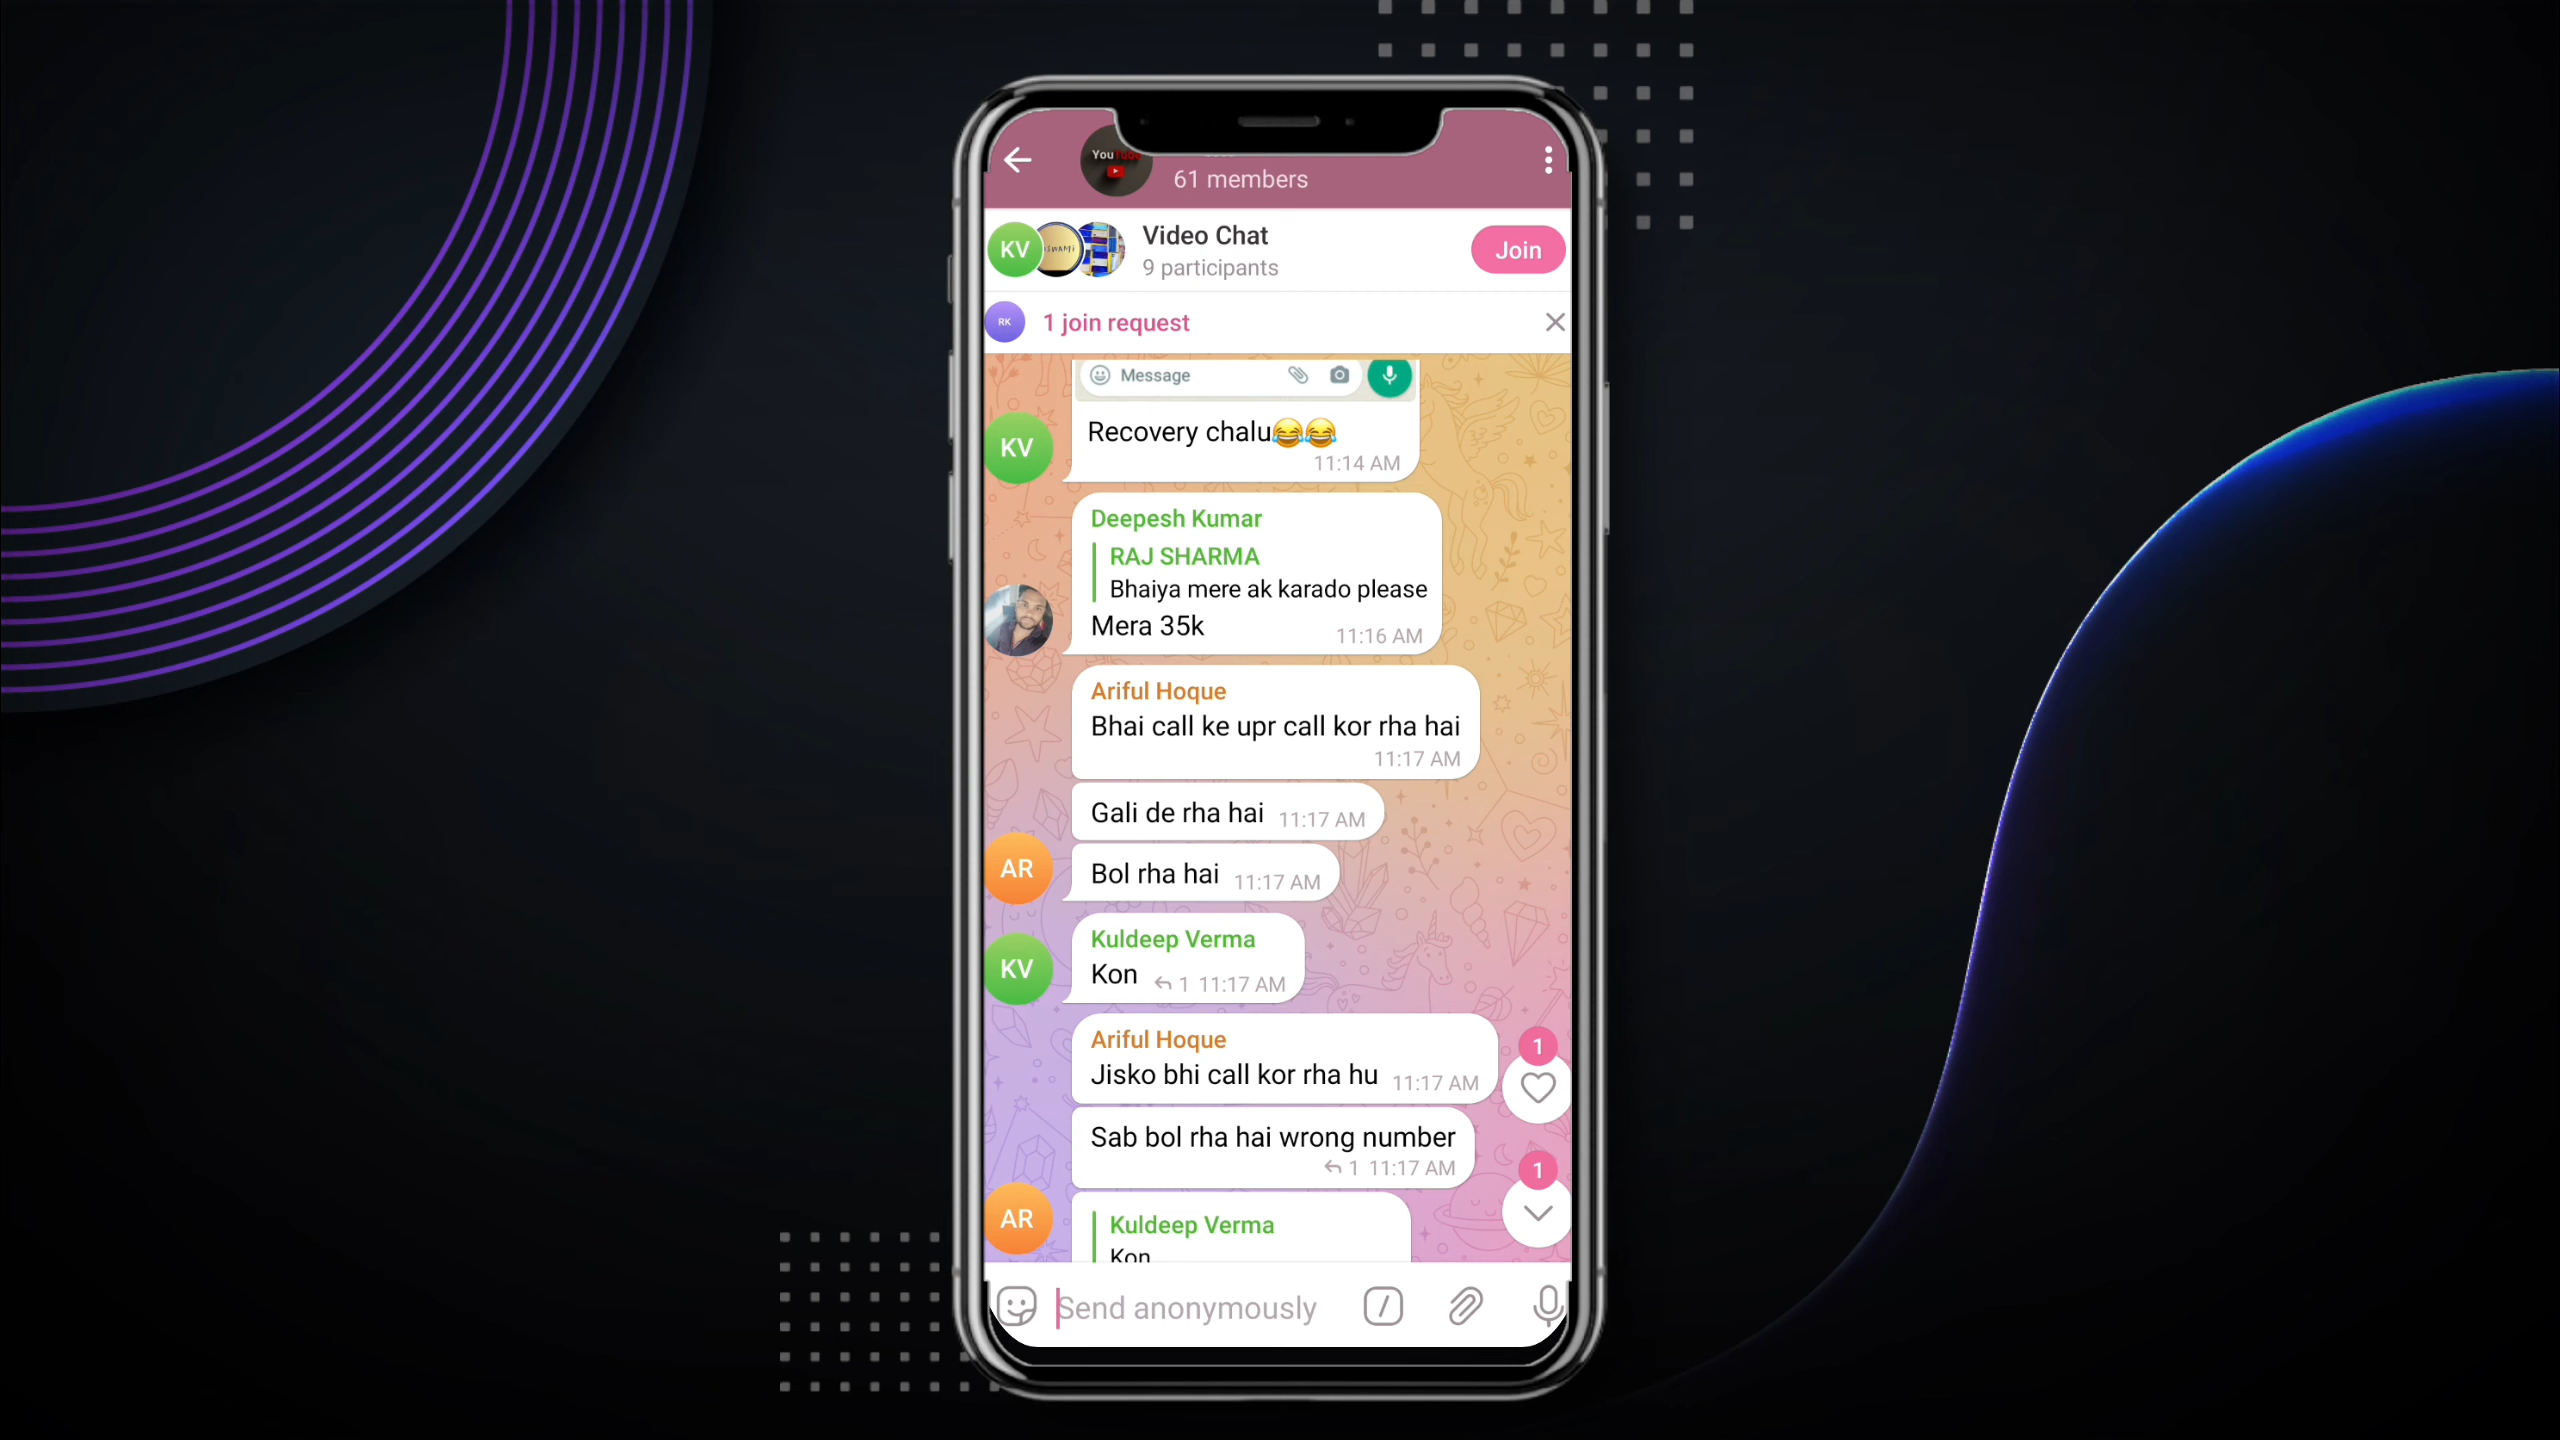 YouTube
61 members
KV
SWAMI
Video Chat
9 participants
Join
RK
1 join request
Message
KV
Recovery chalu😂😂
11:14 AM
Deepesh Kumar
RAJ SHARMA
Bhaiya mere ak karado please
Mera 35k
11:16 AM
Ariful Hoque
Bhai call ke upr call kor rha hai
11:17 AM
Gali de rha hai 11:17 AM
AR
Bol rha hai 11:17 AM
Kuldeep Verma
KV
Kon 1 11:17 AM
Ariful Hoque
Jisko bhi call kor rha hu 11:17 AM
1
Sab bol rha hai wrong number
1 11:17 AM
1
AR
Kuldeep Verma
Kon
Send anonymously